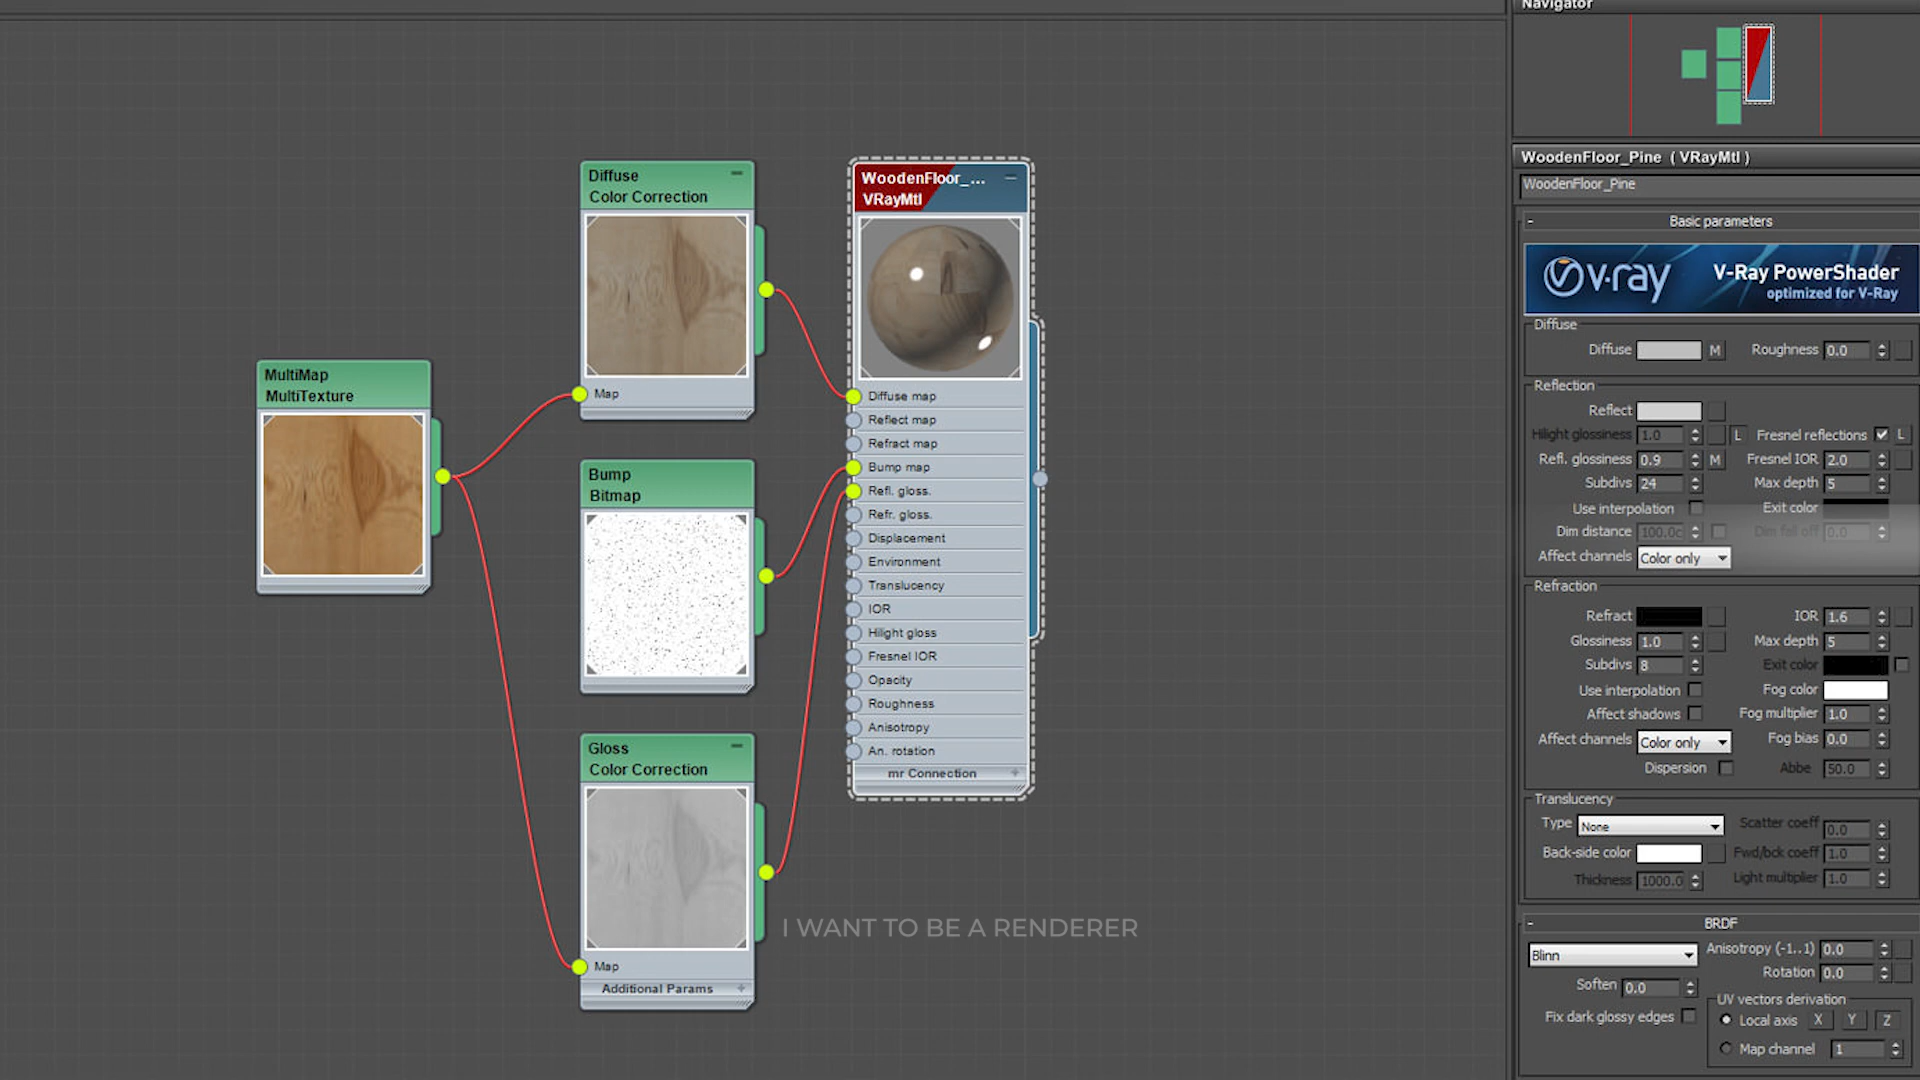 Navigator
WoodenFloor_Pine ( VRayMtl )
WoodenFloor_Pine
- Basic parameters
v-ray V-Ray PowerShader
optimized for V-Ray
Diffuse
Diffuse M Roughness 0.0
Reflection
Reflect
Hilight glossiness 1.0 L Fresnel reflections L
Refl. glossiness 0.9 M Fresnel IOR 2.0
Subdivs 24 Max depth 5
Use interpolation Exit color
Dim distance 100.0c Dim fall off 0.0
Affect channels Color only
Refraction
Refract IOR 1.6
Glossiness 1.0 Max depth 5
Subdivs 8 Exit color
Use interpolation Fog color
Affect shadows Fog multiplier 1.0
Affect channels Color only Fog bias 0.0
Dispersion Abbe 50.0
Translucency
Type None Scatter coeff 0.0
Back-side color Fwd/bck coeff 1.0
Thickness 1000.0 Light multiplier 1.0
- BRDF
Blinn Anisotropy (-1..1) 0.0
Rotation 0.0
Soften 0.0
UV vectors derivation
Fix dark glossy edges Local axis X Y Z
Map channel 1
MultiMap
MultiTexture
Diffuse
Color Correction
Map
Bump
Bitmap
Gloss
Color Correction
Map
Additional Params
WoodenFloor_...
VRayMtl
Diffuse map
Reflect map
Refract map
Bump map
Refl. gloss.
Refr. gloss.
Displacement
Environment
Translucency
IOR
Hilight gloss
Fresnel IOR
Opacity
Roughness
Anisotropy
An. rotation
mr Connection
I WANT TO BE A RENDERER